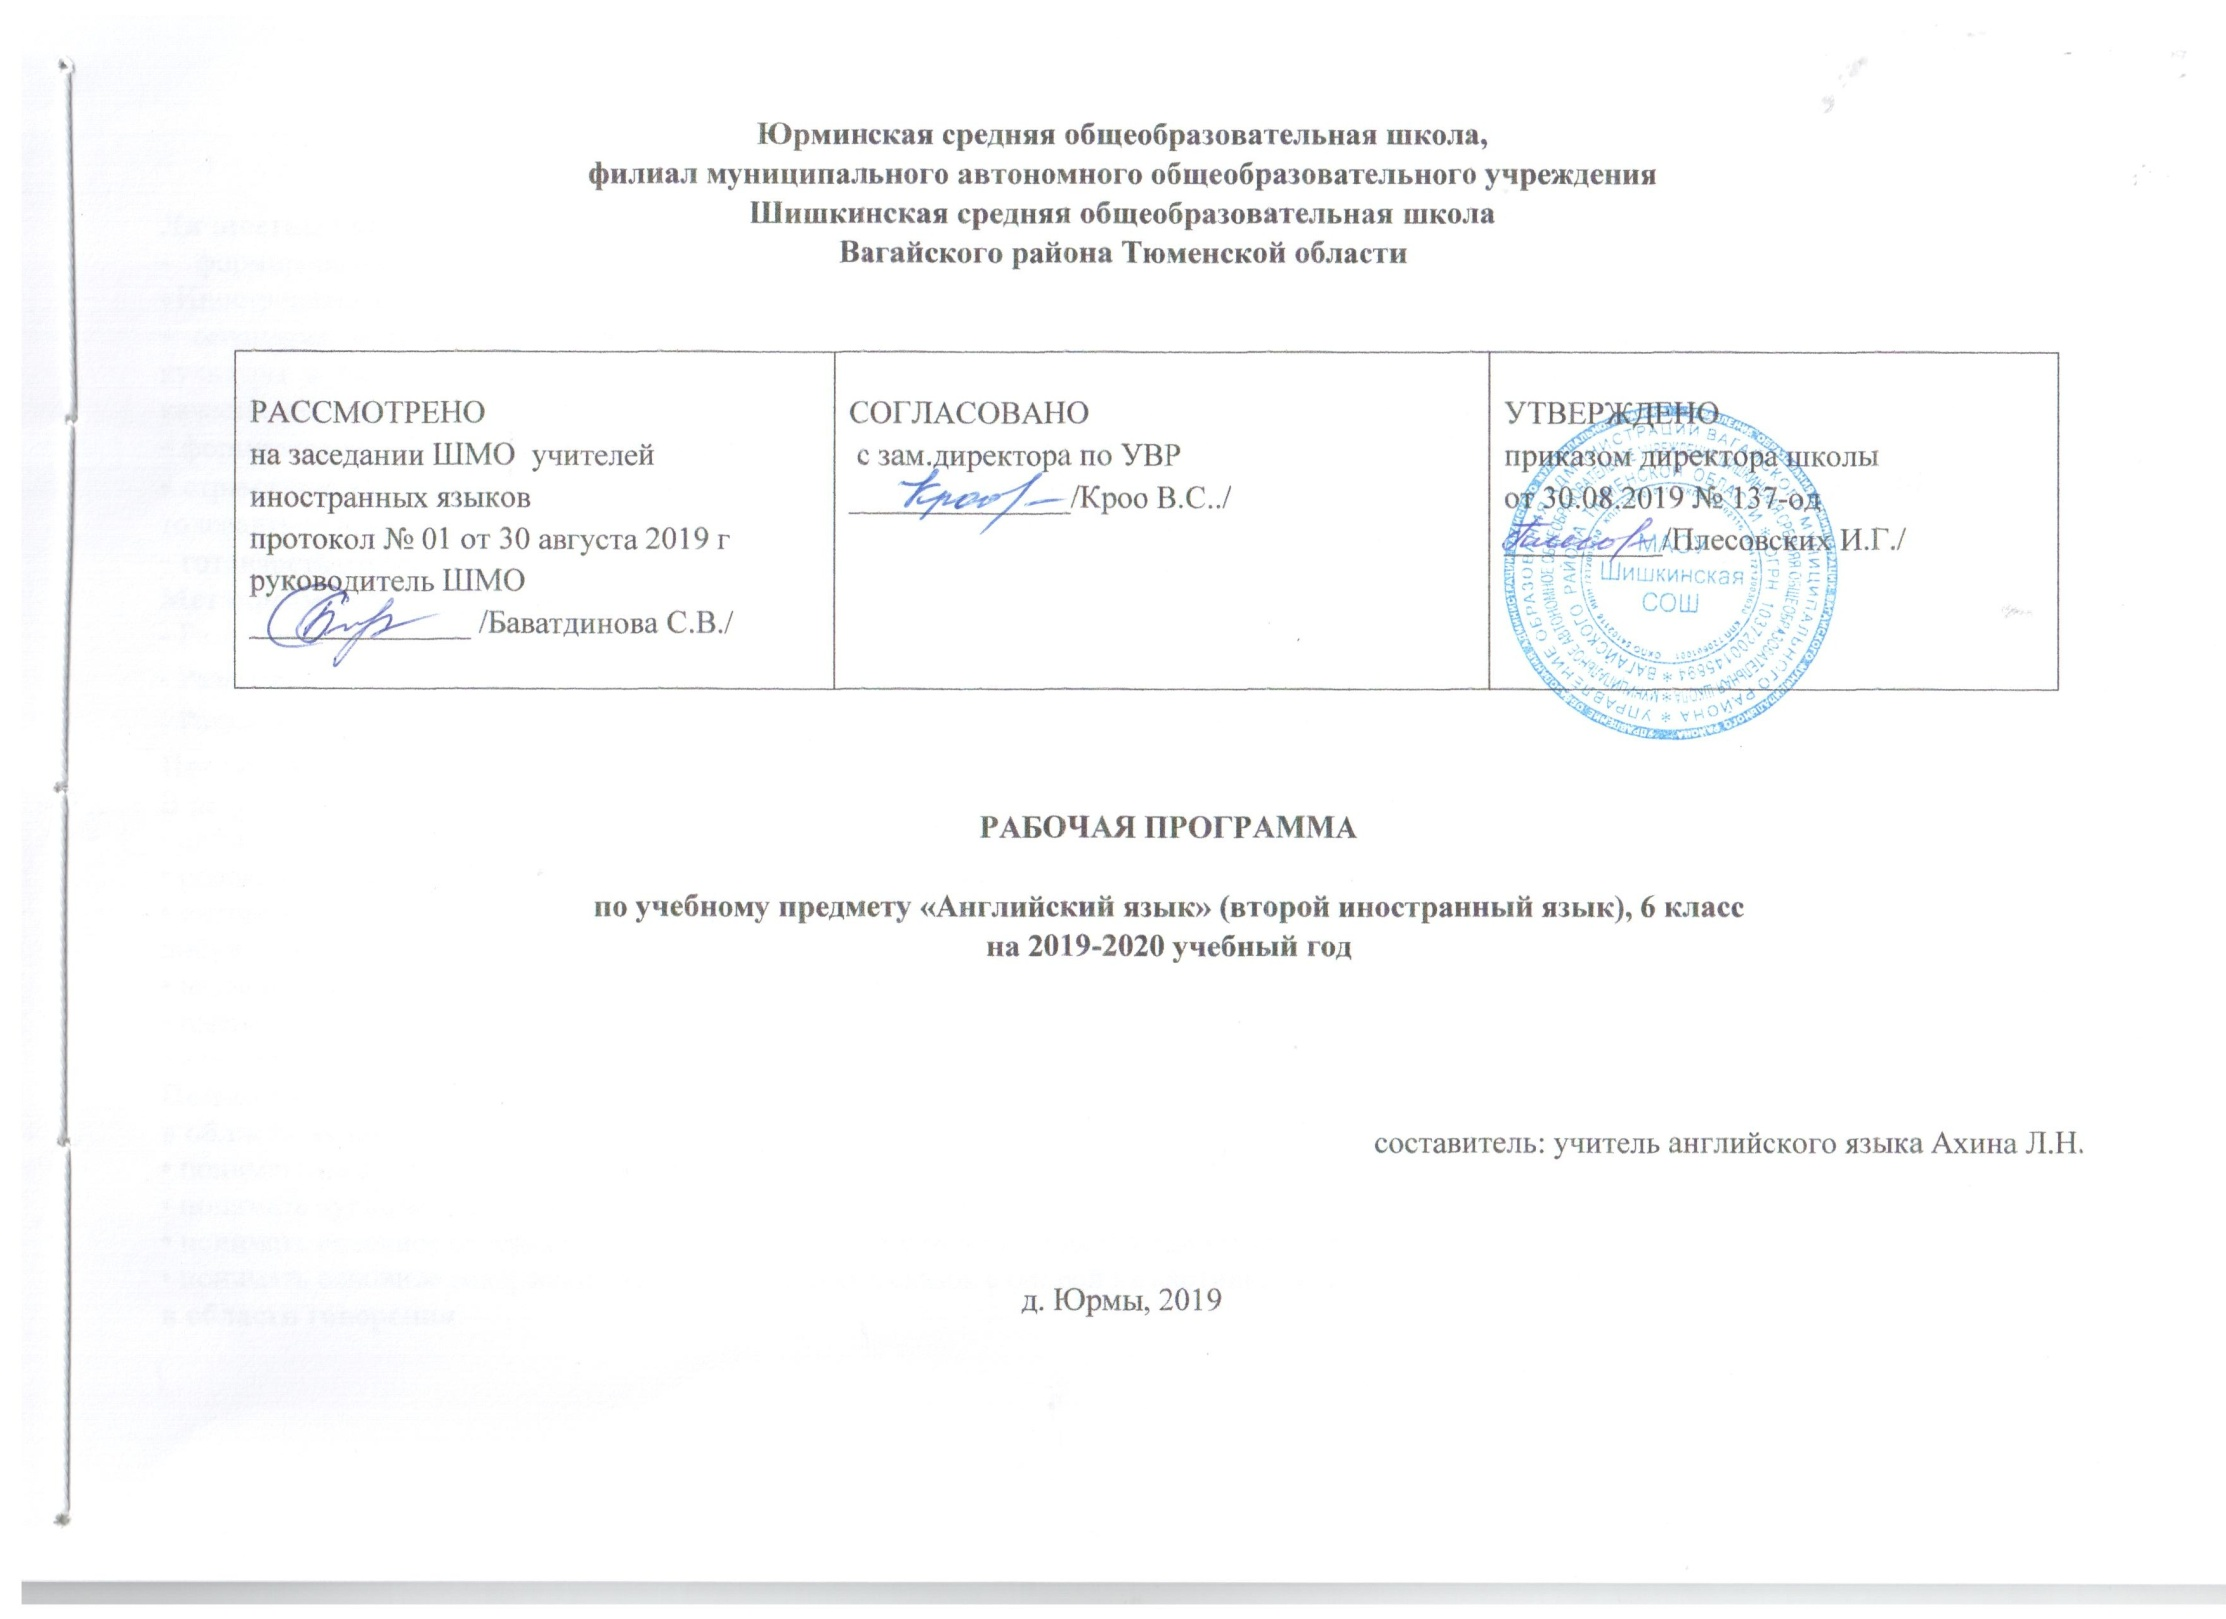 Юрминская средняя общеобразовательная школа,
филиал муниципального автономного общеобразовательного учреждения
Шишкинская средняя общеобразовательная школа
Вагайского района Тюменской области
РАССМОТРЕНО
на заседании ШМО учителей
иностранных языков
протокол № 01 от 30 августа 2019 г
руководитель ШМО
/Баватдинова С.В./
СОГЛАСОВАНО
с зам.директора по УВР
/Кроо В.С../
УТВЕРЖДЕНО
приказом директора школы
от 30.08.2019 № 137-од
/Плесовских И.Г./
МАОУ
Шишкинская
СОШ
РАБОЧАЯ ПРОГРАММА
по учебному предмету «Английский язык» (второй иностранный язык), 6 класс
на 2019-2020 учебный год
составитель: учитель английского языка Ахина Л.Н.
д. Юрмы, 2019